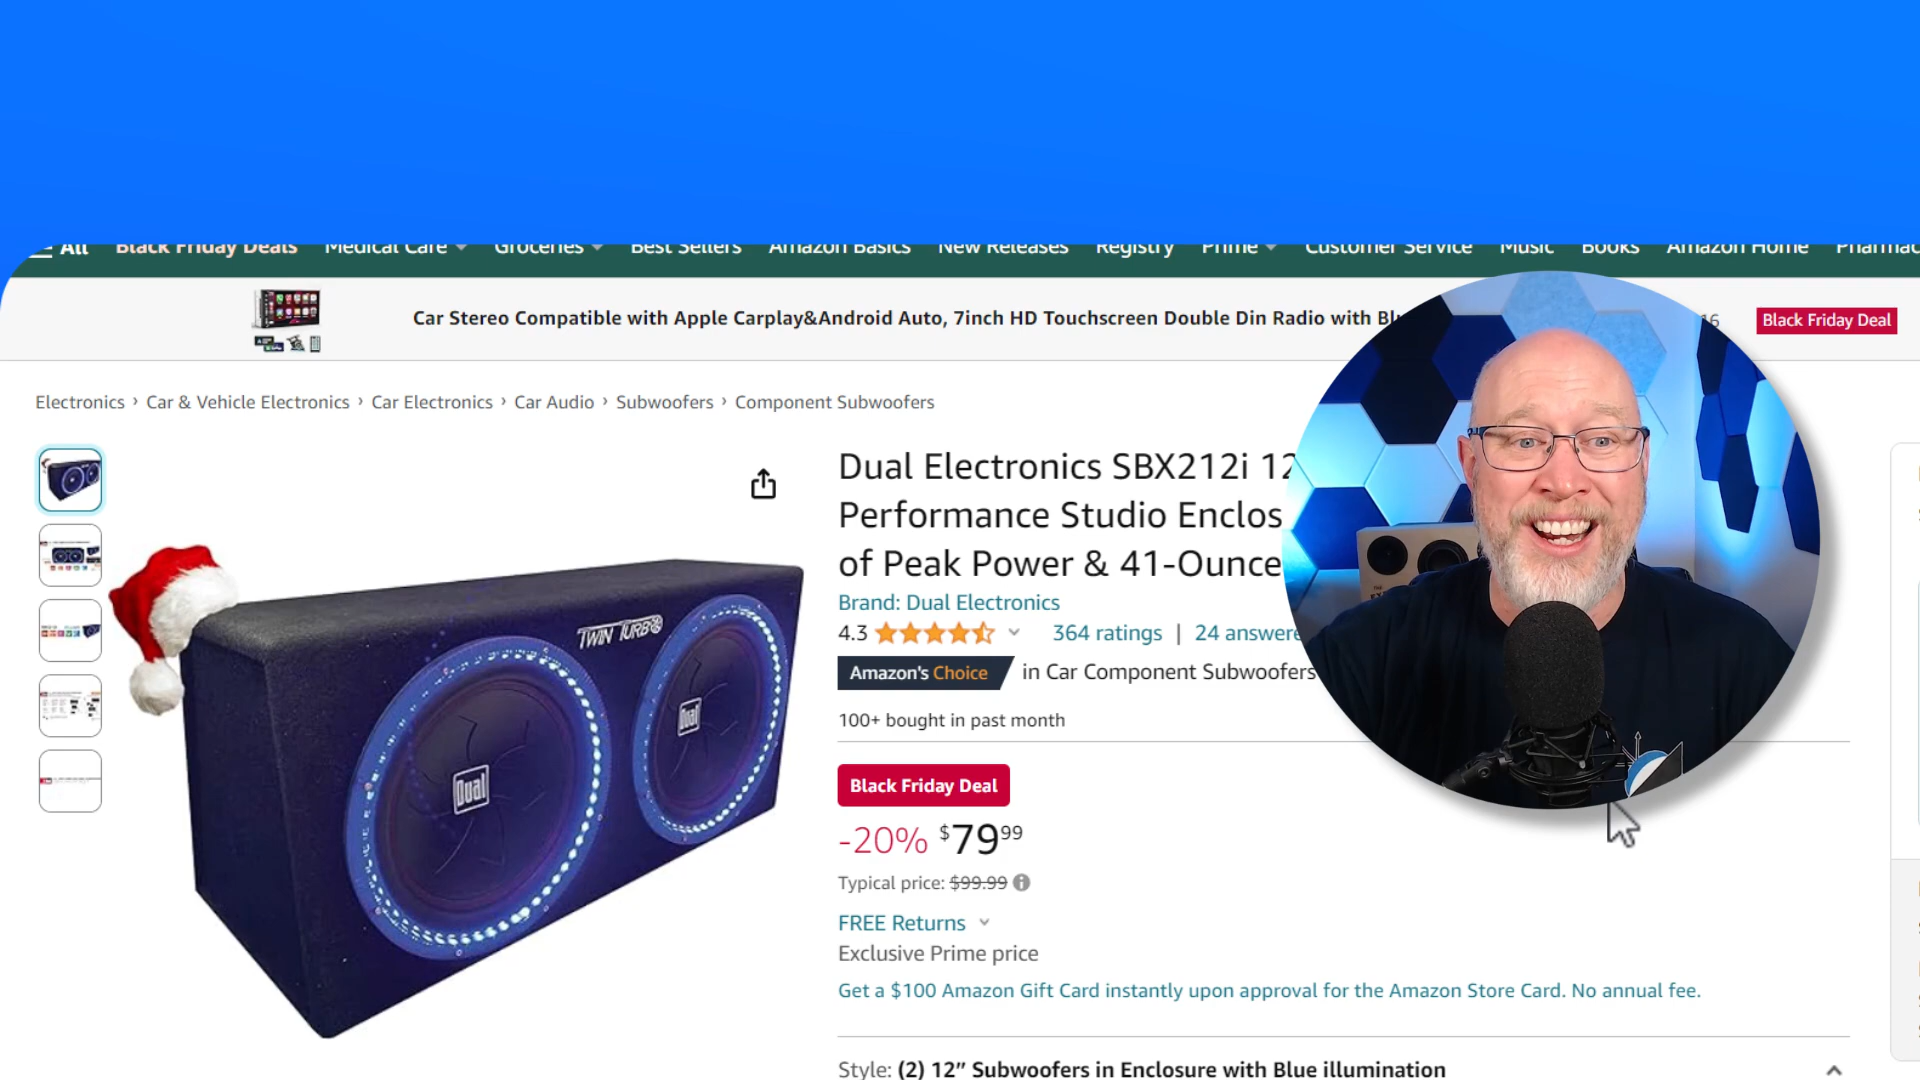 All Black Friday Deals Medical Care Groceries Best Sellers Amazon Basics New Releases Registry Prime Customer Service Music Books Amazon Home
Car Stereo Compatible with Apple Carplay&Android Auto, 7inch HD Touchscreen Double Din Radio with
Black Friday Deal
Electronics › Car & Vehicle Electronics › Car Electronics › Car Audio › Subwoofers › Component Subwoofers
Dual Electronics SBX212i 12
Performance Studio Enclos
of Peak Power & 41-Ounce
Brand: Dual Electronics
4.3
364 ratings | 24 answere
Amazon's Choice in Car Component Subwoofers
100+ bought in past month
TWIN TURBO
Dual
Dual
Black Friday Deal
-20% $79 99
Typical price: $99.99
FREE Returns
Exclusive Prime price
Get a $100 Amazon Gift Card instantly upon approval for the Amazon Store Card. No annual fee.
Style: (2) 12” Subwoofers in Enclosure with Blue illumination